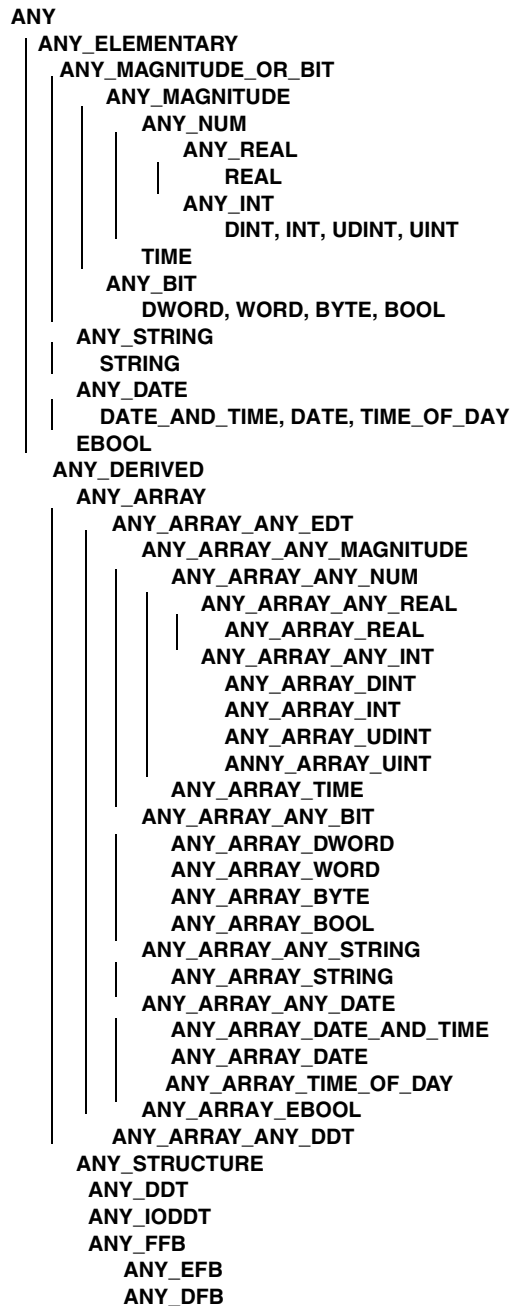 ANY
ANY_ELEMENTARY
ANY_MAGNITUDE_OR_BIT
ANY_MAGNITUDE
ANY_NUM
ANY_REAL
REAL
ANY_INT
DINT, INT, UDINT, UINT
TIME
ANY_BIT
DWORD, WORD, BYTE, BOOL
ANY_STRING
STRING
ANY_DATE
DATE_AND_TIME, DATE, TIME_OF_DAY
EBOOL
ANY_DERIVED
ANY_ARRAY
ANY_ARRAY_ANY_EDT
ANY_ARRAY_ANY_MAGNITUDE
ANY_ARRAY_ANY_NUM
ANY_ARRAY_ANY_REAL
ANY_ARRAY_REAL
ANY_ARRAY_ANY_INT
ANY_ARRAY_DINT
ANY_ARRAY_INT
ANY_ARRAY_UDINT
ANNY_ARRAY_UINT
ANY_ARRAY_TIME
ANY_ARRAY_ANY_BIT
ANY_ARRAY_DWORD
ANY_ARRAY_WORD
ANY_ARRAY_BYTE
ANY_ARRAY_BOOL
ANY_ARRAY_ANY_STRING
ANY_ARRAY_STRING
ANY_ARRAY_ANY_DATE
ANY_ARRAY_DATE_AND_TIME
ANY_ARRAY_DATE
ANY_ARRAY_TIME_OF_DAY
ANY_ARRAY_EBOOL
ANY_ARRAY_ANY_DDT
ANY_STRUCTURE
ANY_DDT
ANY_IODDT
ANY_FFB
ANY_EFB
ANY_DFB